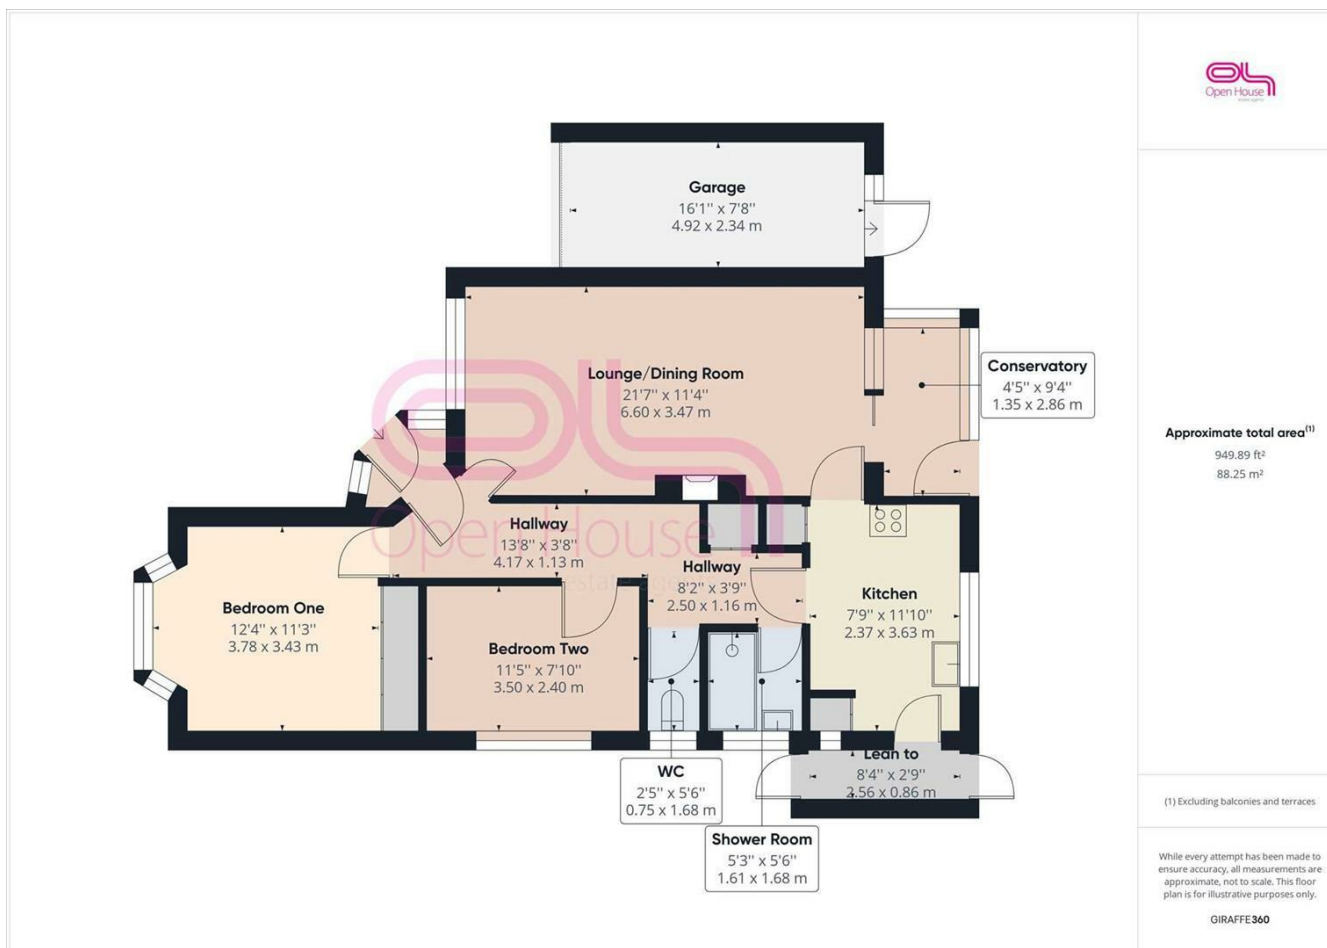 Open House
estate agents
Garage
16'1" x 7'8"
4.92 x 2.34 m
Lounge/Dining Room
21'7" x 11'4"
6.60 x 3.47 m
Conservatory
4'5" x 9'4"
1.35 x 2.86 m
Approximate total area(1)
949.89 ft²
88.25 m²
Open House
estate agents
Hallway
13'8" x 3'8"
4.17 x 1.13 m
Hallway
8'2" x 3'9"
2.50 x 1.16 m
Kitchen
7'9" x 11'10"
2.37 x 3.63 m
Bedroom One
12'4" x 11'3"
3.78 x 3.43 m
Bedroom Two
11'5" x 7'10"
3.50 x 2.40 m
Lean to
8'4" x 2'9"
2.56 x 0.86 m
WC
2'5" x 5'6"
0.75 x 1.68 m
Shower Room
5'3" x 5'6"
1.61 x 1.68 m
(1) Excluding balconies and terraces
While every attempt has been made to
ensure accuracy, all measurements are
approximate, not to scale. This floor
plan is for illustrative purposes only.
GIRAFFE360